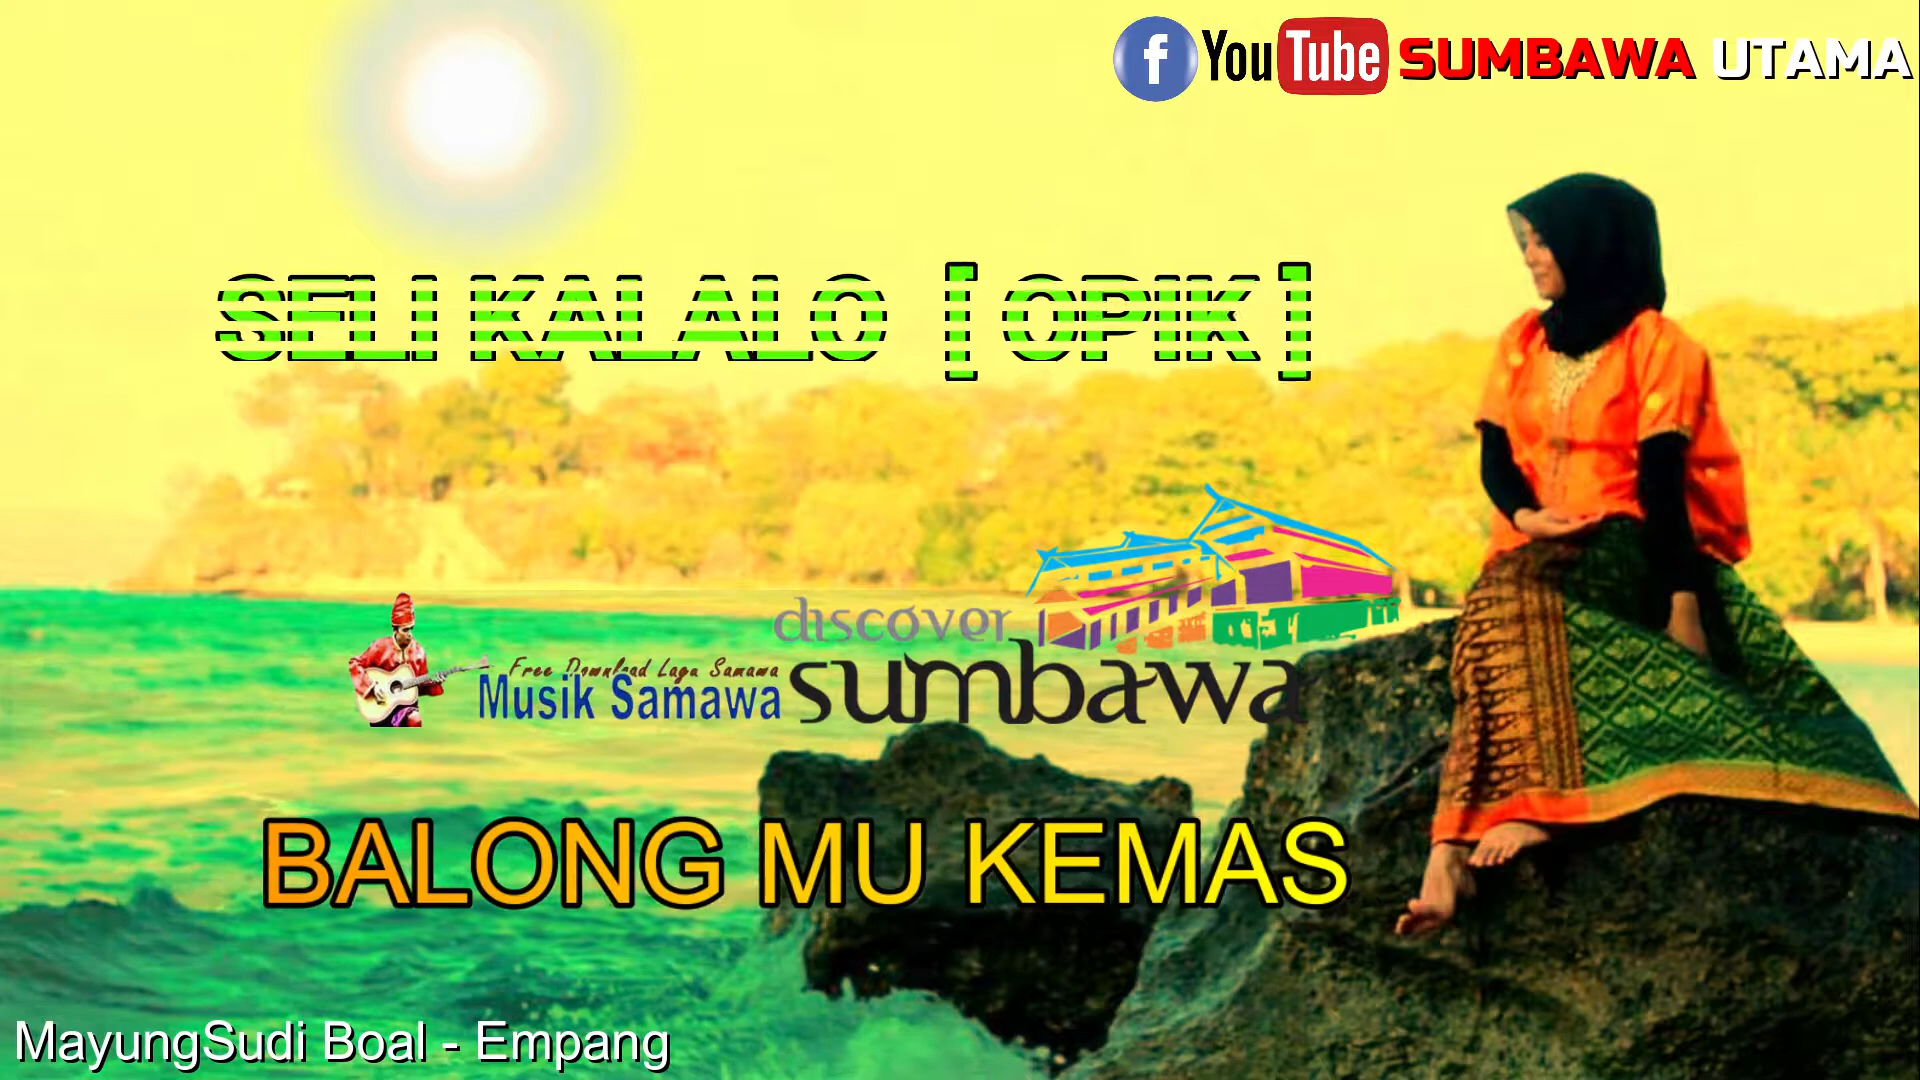 f YouTube SUMBAWA UTAMA
SELI KALALO [ OPIK ]
discover
sumbawa
Free Download Lagu Samawa
Musik Samawa
BALONG MU KEMAS
MayungSudi Boal - Empang